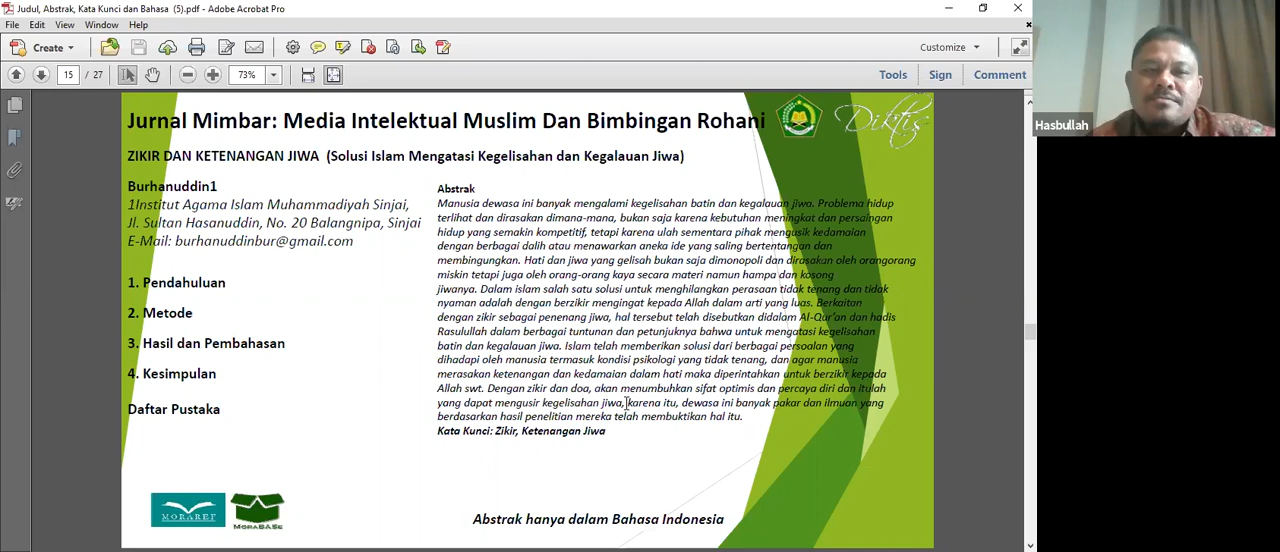 Judul, Abstrak, Kata Kunci dan Bahasa (5).pdf - Adobe Acrobat Pro
File Edit View Window Help
Create
Customize
15 / 27
73%
Tools Sign Comment
Hasbullah
Jurnal Mimbar: Media Intelektual Muslim Dan Bimbingan Rohani
Diktis
ZIKIR DAN KETENANGAN JIWA (Solusi Islam Mengatasi Kegelisahan dan Kegalauan Jiwa)
Burhanuddin1
1Institut Agama Islam Muhammadiyah Sinjai,
Jl. Sultan Hasanuddin, No. 20 Balangnipa, Sinjai
E-Mail: burhanuddinbur@gmail.com
1. Pendahuluan
2. Metode
3. Hasil dan Pembahasan
4. Kesimpulan
Daftar Pustaka
Abstrak
Manusia dewasa ini banyak mengalami kegelisahan batin dan kegalauan jiwa. Problema hidup
terlihat dan dirasakan dimana-mana, bukan saja karena kebutuhan meningkat dan persaingan
hidup yang semakin kompetitif, tetapi karena ulah sementara pihak mengusik kedamaian
dengan berbagai dalih atau menawarkan aneka ide yang saling bertentangan dan
membingungkan. Hati dan jiwa yang gelisah bukan saja dimonopoli dan dirasakan oleh orangorang
miskin tetapi juga oleh orang-orang kaya secara materi namun hampa dan kosong
jiwanya. Dalam islam salah satu solusi untuk menghilangkan perasaan tidak tenang dan tidak
nyaman adalah dengan berzikir mengingat kepada Allah dalam arti yang luas. Berkaitan
dengan zikir sebagai penenang jiwa, hal tersebut telah disebutkan didalam Al-Qur'an dan hadis
Rasulullah dalam berbagai tuntunan dan petunjuknya bahwa untuk mengatasi kegelisahan
batin dan kegalauan jiwa. Islam telah memberikan solusi dari berbagai persoalan yang
dihadapi oleh manusia termasuk kondisi psikologi yang tidak tenang, dan agar manusia
merasakan ketenangan dan kedamaian dalam hati maka diperintahkan untuk berzikir kepada
Allah swt. Dengan zikir dan doa, akan menumbuhkan sifat optimis dan percaya diri dan itulah
yang dapat mengusir kegelisahan jiwa, karena itu, dewasa ini banyak pakar dan ilmuan yang
berdasarkan hasil penelitian mereka telah membuktikan hal itu.
Kata Kunci: Zikir, Ketenangan Jiwa
MORAREF
MORABASe
Abstrak hanya dalam Bahasa Indonesia